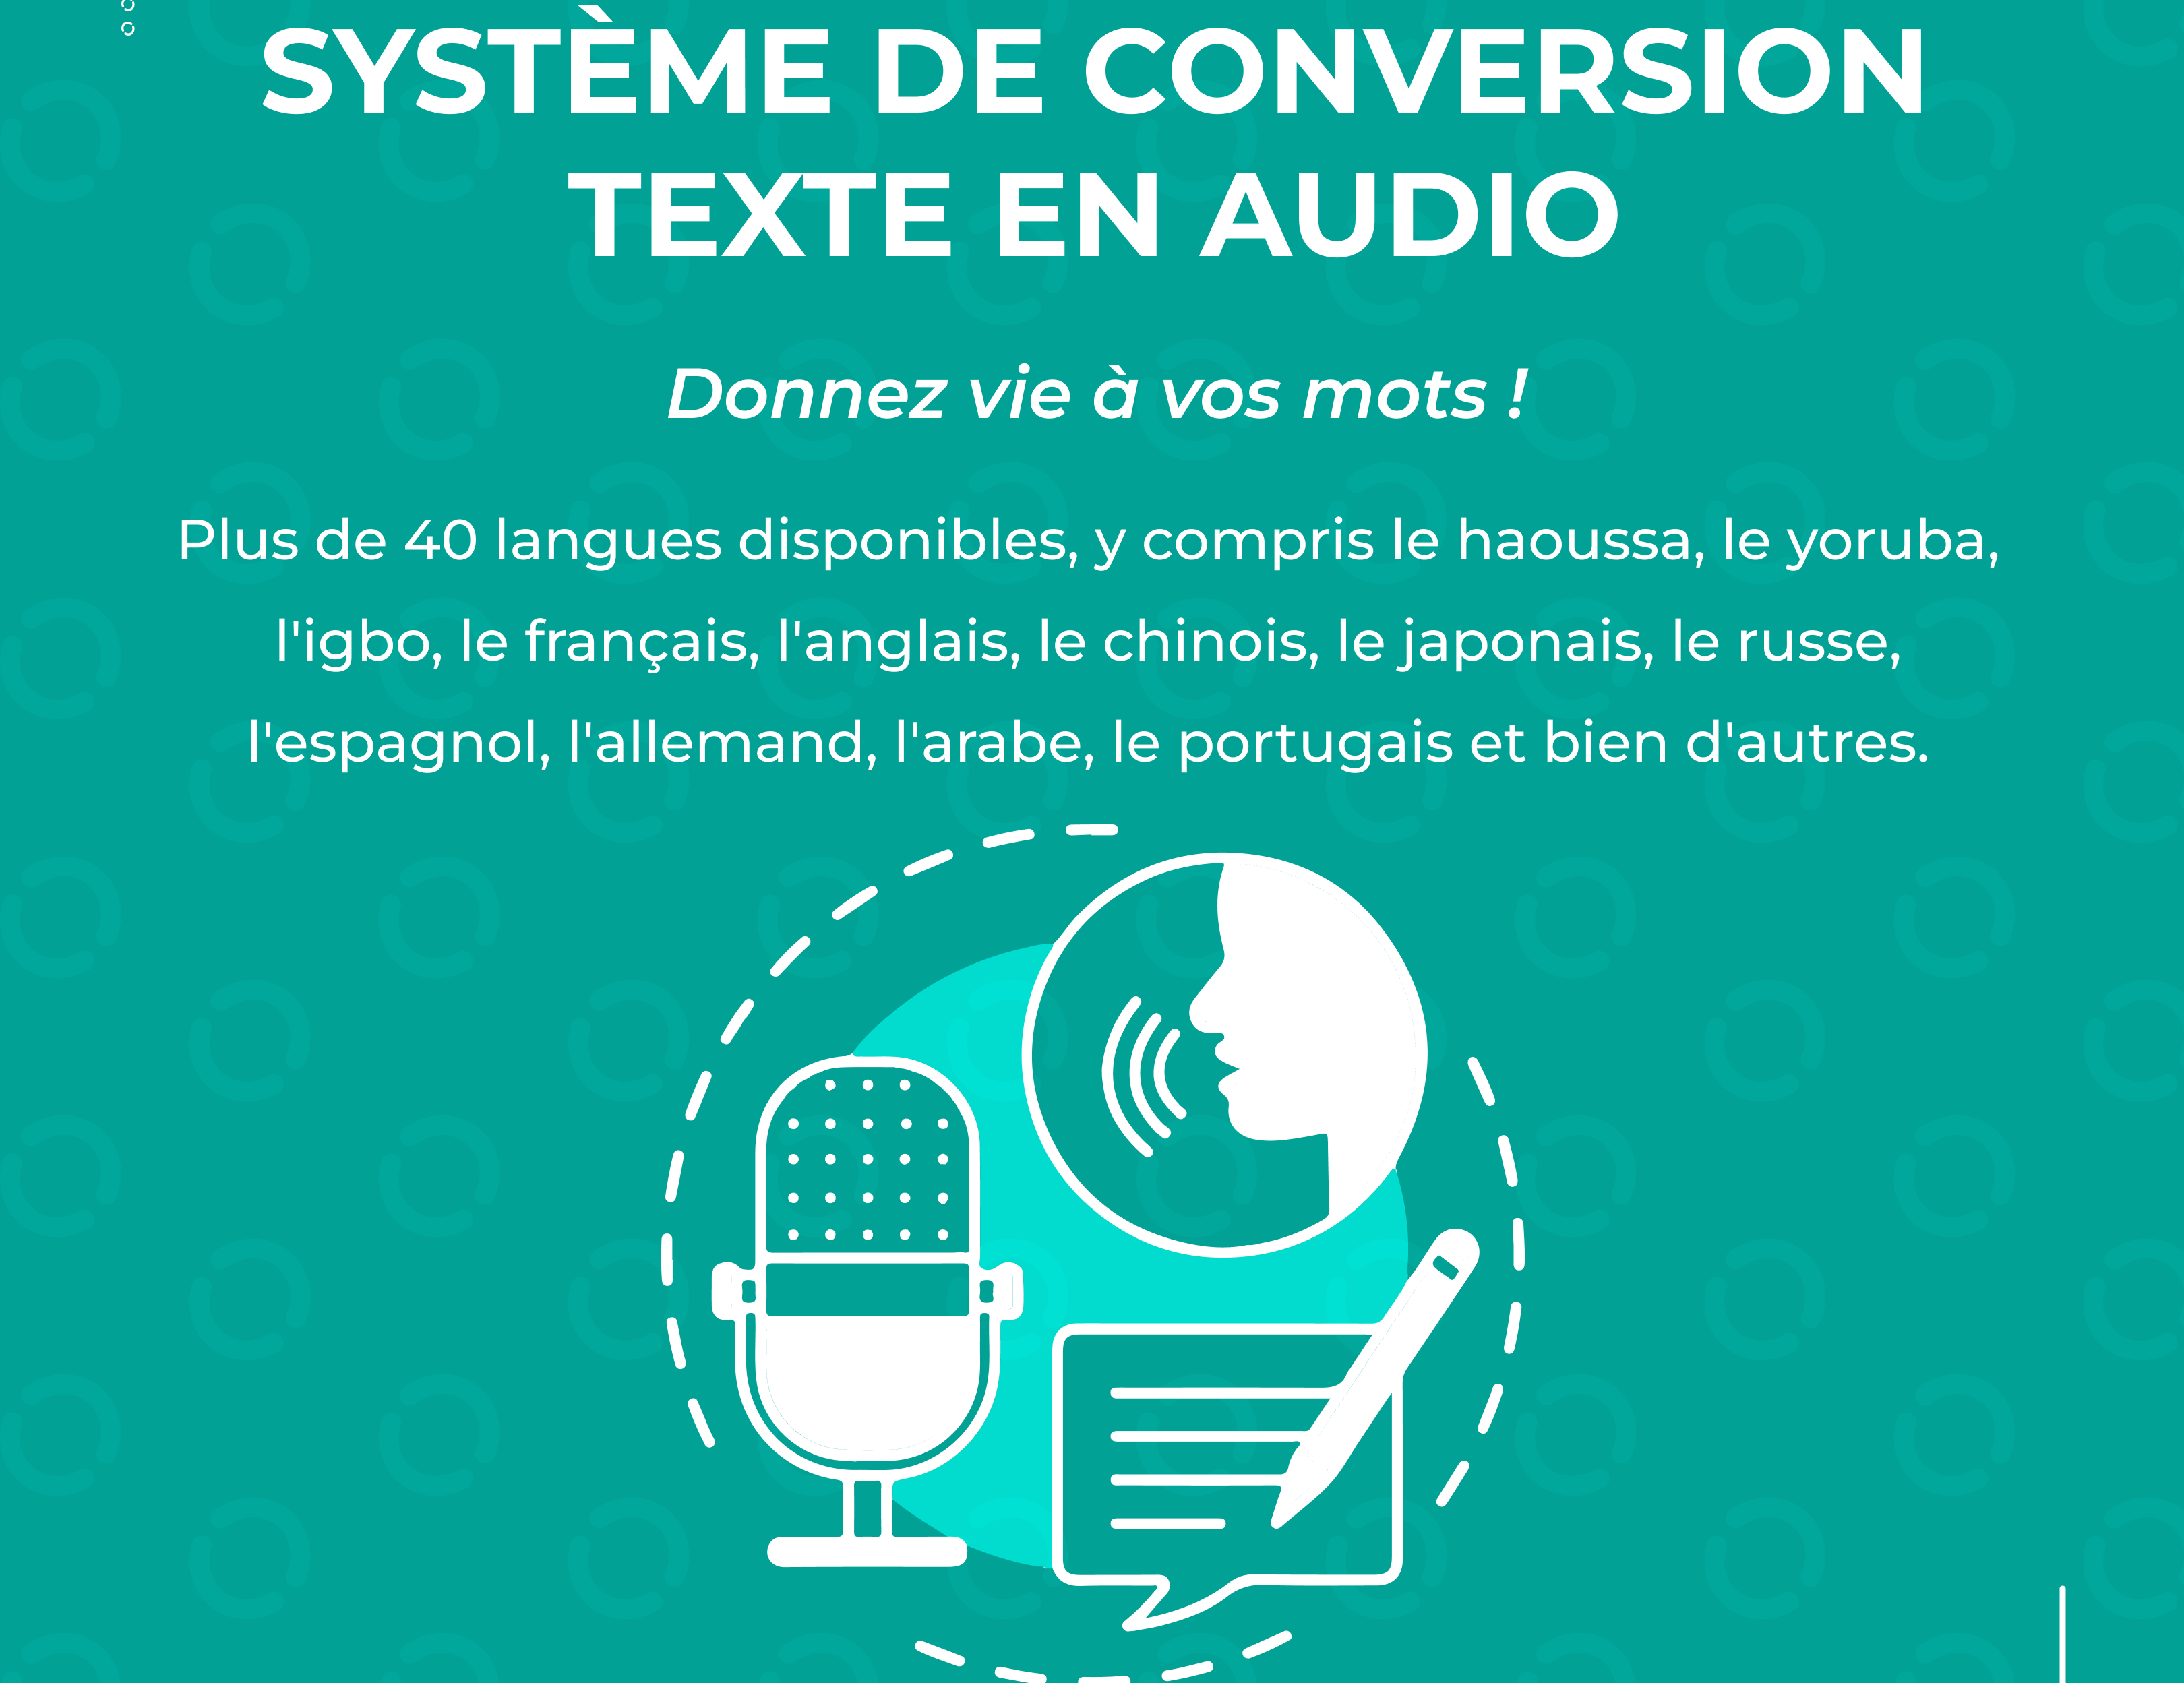 SYSTÈME DE CONVERSION
TEXTE EN AUDIO
Donnez vie à vos mots !
Plus de 40 langues disponibles, y compris le haoussa, le yoruba,
l'igbo, le français, l'anglais, le chinois, le japonais, le russe,
l'espagnol, l'allemand, l'arabe, le portugais et bien d'autres.